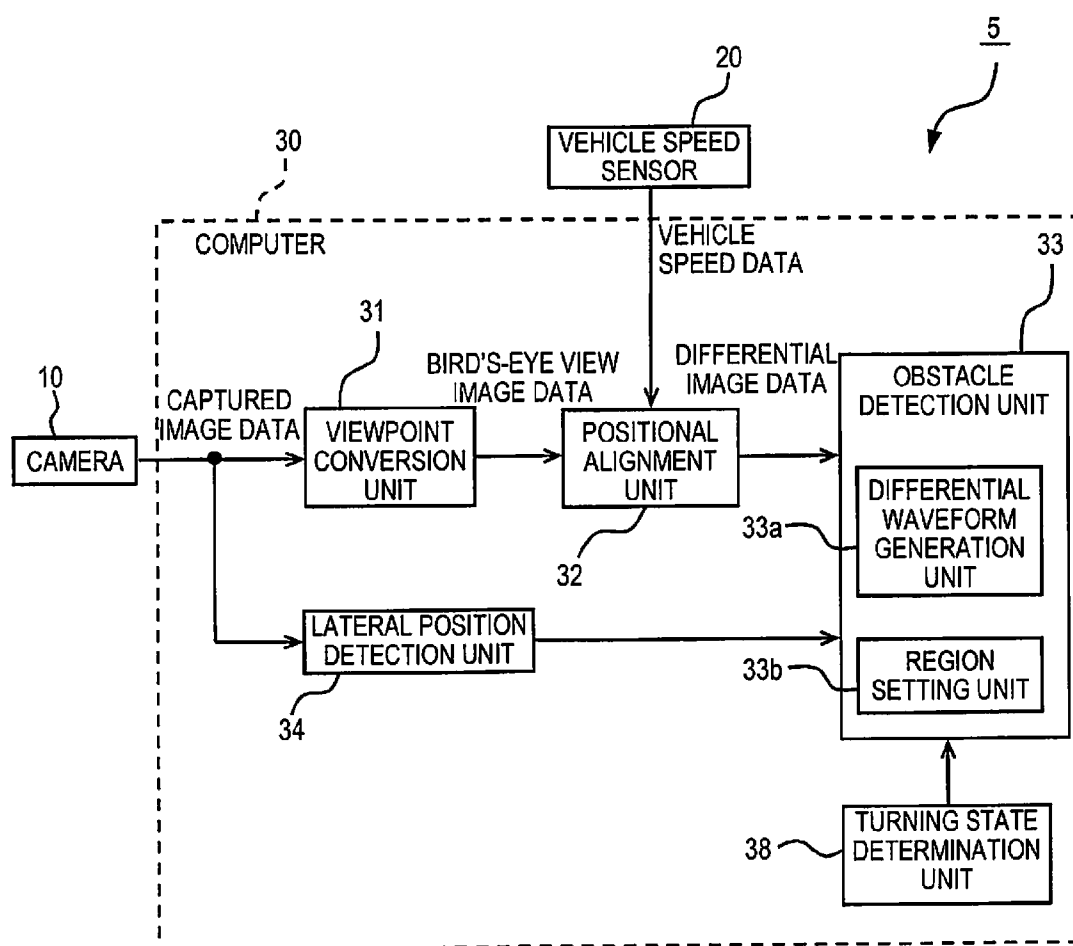 5
20
VEHICLE SPEED
SENSOR
30
COMPUTER
VEHICLE
SPEED DATA
33
31
BIRD'S-EYE VIEW
IMAGE DATA
DIFFERENTIAL
IMAGE DATA
OBSTACLE
DETECTION UNIT
10
CAPTURED
IMAGE DATA
CAMERA
VIEWPOINT
CONVERSION
UNIT
POSITIONAL
ALIGNMENT
UNIT
32
33a
DIFFERENTIAL
WAVEFORM
GENERATION
UNIT
LATERAL POSITION
DETECTION UNIT
34
33b
REGION
SETTING UNIT
38
TURNING STATE
DETERMINATION
UNIT